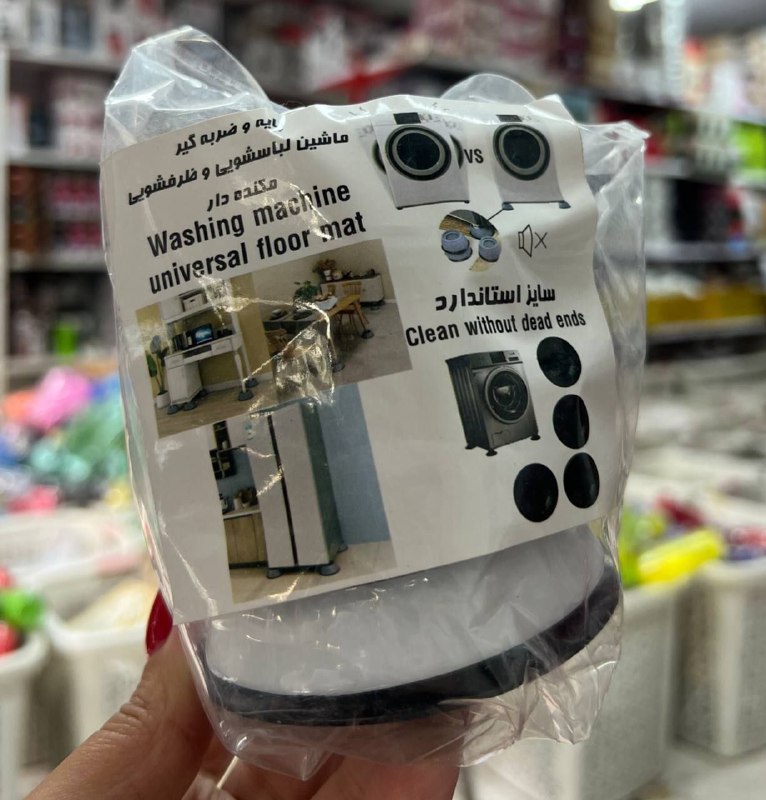 پایه و ضربه گیر
ماشین لباسشویی و ظرفشویی
مکنده دار
Washing machine
universal floor mat
vs
سایز استاندارد
Clean without dead ends